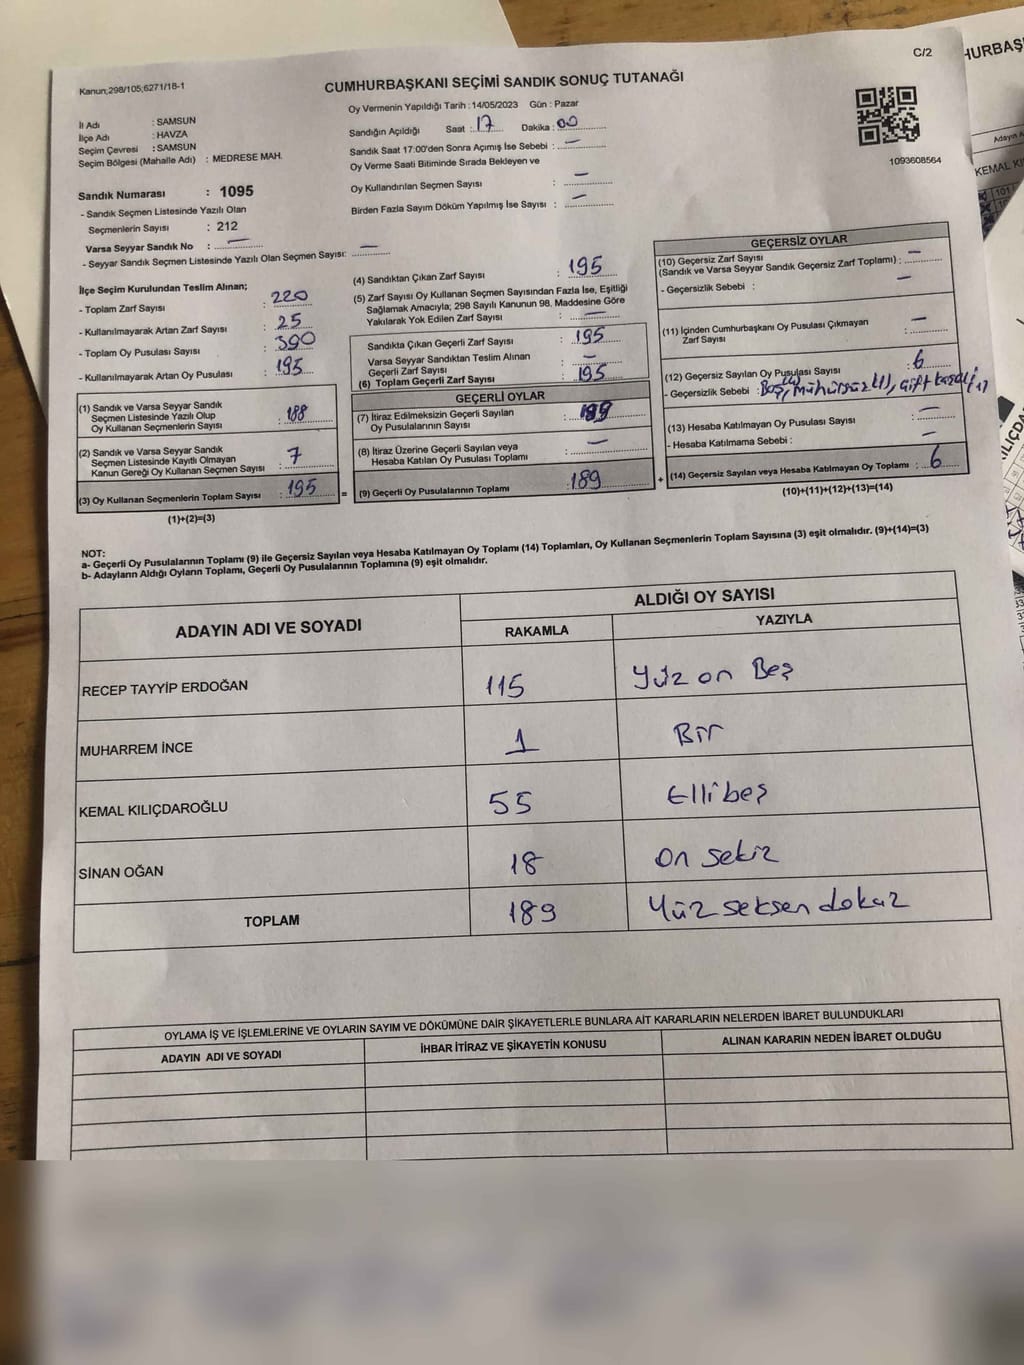 C/2
HURBAŞ
Kanun;298/105;6271/18-1
CUMHURBAŞKANI SEÇİMİ SANDIK SONUÇ TUTANAĞI
Oy Vermenin Yapıldığı Tarih : 14/05/2023 Gün : Pazar
İl Adı : SAMSUN
İlçe Adı : HAVZA
Seçim Çevresi : SAMSUN
Seçim Bölgesi (Mahalle Adı) : MEDRESE MAH.
Sandığın Açıldığı Saat : 17 Dakika : 00
Sandık Saat 17:00'den Sonra Açımış İse Sebebi : —
Oy Verme Saati Bitiminde Sırada Bekleyen ve
Oy Kullandırılan Seçmen Sayısı : —
Birden Fazla Sayım Döküm Yapılmış İse Sayısı : —
1093608564
Adayın A
KEMAL KI
Sandık Numarası : 1095
- Sandık Seçmen Listesinde Yazılı Olan
Seçmenlerin Sayısı : 212
Varsa Seyyar Sandık No : —
- Seyyar Sandık Seçmen Listesinde Yazılı Olan Seçmen Sayısı: —
İlçe Seçim Kurulundan Teslim Alınan;
- Toplam Zarf Sayısı : 220
- Kullanılmayarak Artan Zarf Sayısı : 25
- Toplam Oy Pusulası Sayısı : 390
- Kullanılmayarak Artan Oy Pusulası : 195
(1) Sandık ve Varsa Seyyar Sandık
Seçmen Listesinde Yazılı Olup
Oy Kullanan Seçmenlerin Sayısı : 188
(2) Sandık ve Varsa Seyyar Sandık
Seçmen Listesinde Kayıtlı Olmayan
Kanun Gereği Oy Kullanan Seçmen Sayısı : 7
(3) Oy Kullanan Seçmenlerin Toplam Sayısı : 195 =
(1)+(2)=(3)
(4) Sandıktan Çıkan Zarf Sayısı : 195
(5) Zarf Sayısı Oy Kullanan Seçmen Sayısından Fazla İse, Eşitliği
Sağlamak Amacıyla; 298 Sayılı Kanunun 98. Maddesine Göre
Yakılarak Yok Edilen Zarf Sayısı : —
Sandıkta Çıkan Geçerli Zarf Sayısı : 195
Varsa Seyyar Sandıktan Teslim Alınan
Geçerli Zarf Sayısı : —
(6) Toplam Geçerli Zarf Sayısı : 195
GEÇERLİ OYLAR
(7) İtiraz Edilmeksizin Geçerli Sayılan
Oy Pusulalarının Sayısı : 189
(8) İtiraz Üzerine Geçerli Sayılan veya
Hesaba Katılan Oy Pusulası Toplamı : —
(9) Geçerli Oy Pusulalarının Toplamı : 189 +
GEÇERSİZ OYLAR
(10) Geçersiz Zarf Sayısı
(Sandık ve Varsa Seyyar Sandık Geçersiz Zarf Toplamı) : —
- Geçersizlik Sebebi : —
(11) İçinden Cumhurbaşkanı Oy Pusulası Çıkmayan
Zarf Sayısı : —
(12) Geçersiz Sayılan Oy Pusulası Sayısı : 6
- Geçersizlik Sebebi : Boş, Mühürsüz (1), çift
(13) Hesaba Katılmayan Oy Pusulası Sayısı : —
- Hesaba Katılmama Sebebi : —
(14) Geçersiz Sayılan veya Hesaba Katılmayan Oy Toplamı : 6
(10)+(11)+(12)+(13)=(14)
NOT:
a- Geçerli Oy Pusulalarının Toplamı (9) ile Geçersiz Sayılan veya Hesaba Katılmayan Oy Toplamı (14) Toplamları, Oy Kullanan Seçmenlerin Toplam Sayısına (3) eşit olmalıdır. (9)+(14)=(3)
b- Adayların Aldığı Oyların Toplamı, Geçerli Oy Pusulalarının Toplamına (9) eşit olmalıdır.
ADAYIN ADI VE SOYADI ALDIĞI OY SAYISI
RAKAMLA YAZIYLA
RECEP TAYYİP ERDOĞAN 115 Yüz on Beş
MUHARREM İNCE 1 Bir
KEMAL KILIÇDAROĞLU 55 Ellibeş
SİNAN OĞAN 18 On sekiz
TOPLAM 189 Yüz seksen dokuz
OYLAMA İŞ VE İŞLEMLERİNE VE OYLARIN SAYIM VE DÖKÜMÜNE DAİR ŞİKAYETLERLE BUNLARA AİT KARARLARIN NELERDEN İBARET BULUNDUKLARI
ADAYIN ADI VE SOYADI İHBAR İTİRAZ VE ŞİKAYETİN KONUSU ALINAN KARARIN NEDEN İBARET OLDUĞU